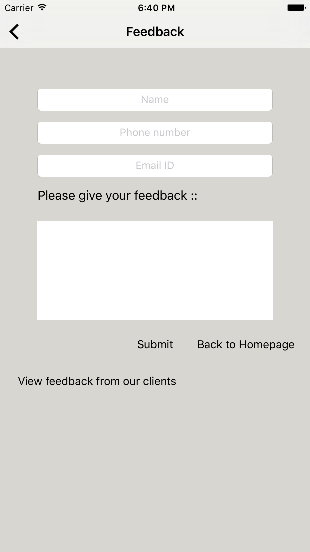 Carrier 6:40 PM
Feedback
Name
Phone number
Email ID
Please give your feedback ::
Submit Back to Homepage
View feedback from our clients